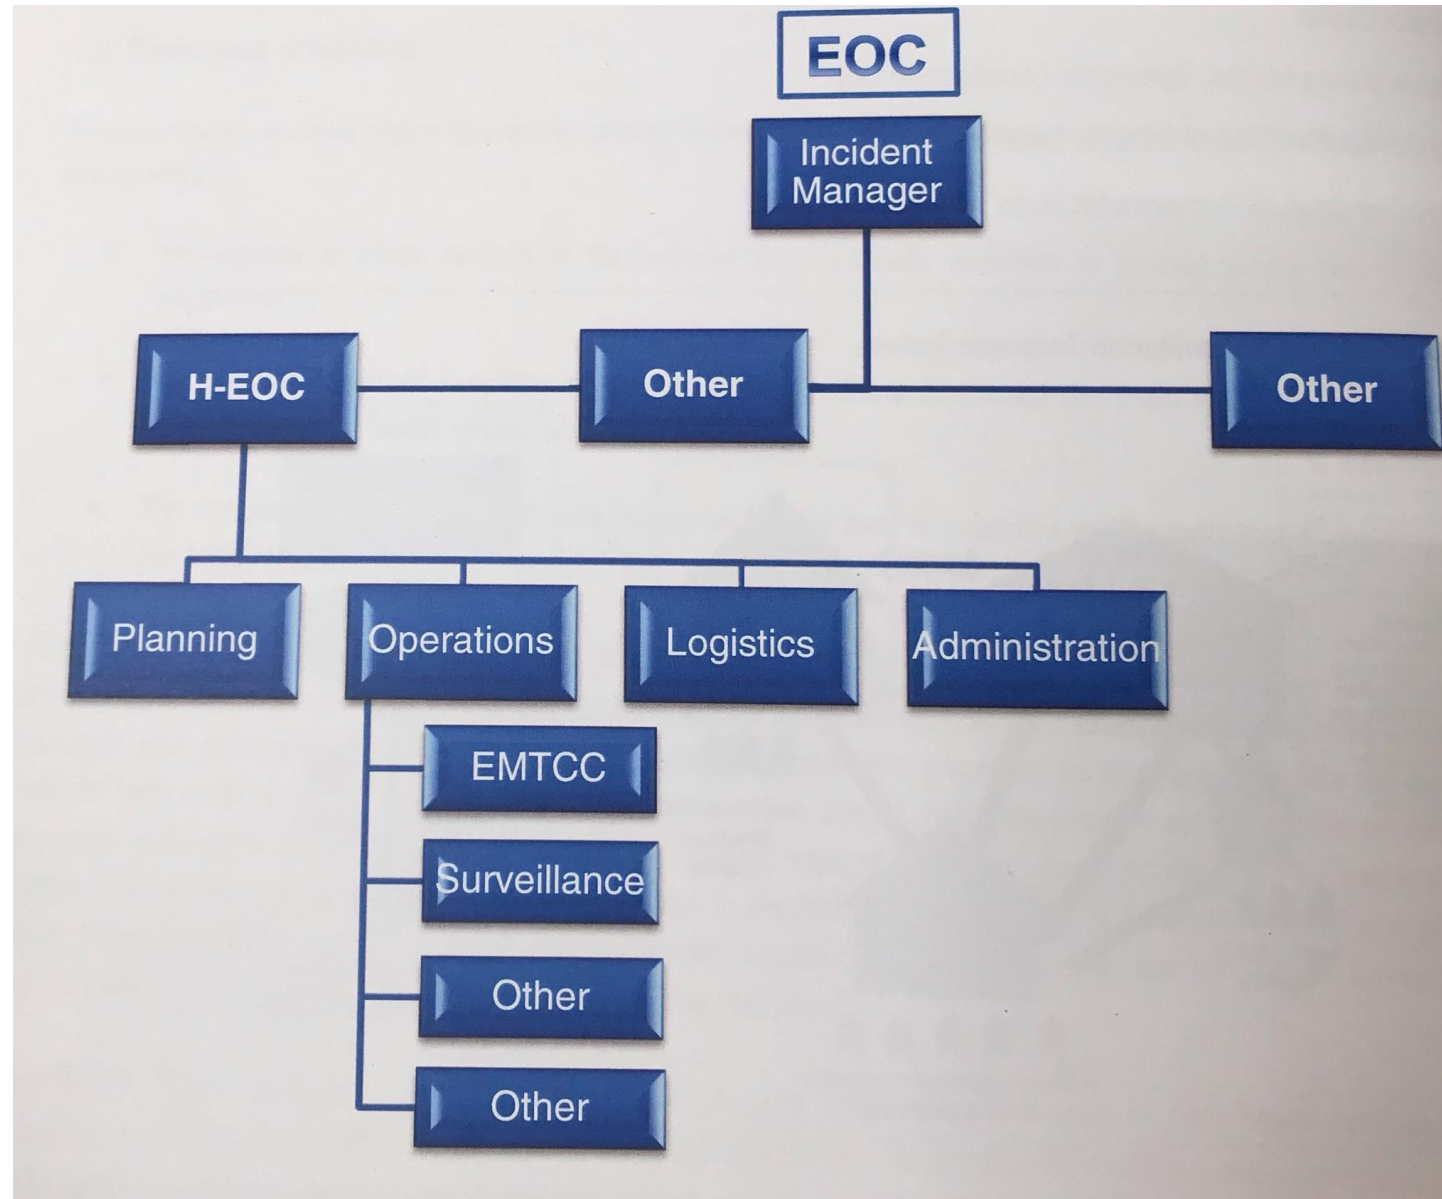 EOC
Incident
Manager
H-EOC
Other
Other
Planning
Operations
Logistics
Administration
EMTCC
Surveillance
Other
Other